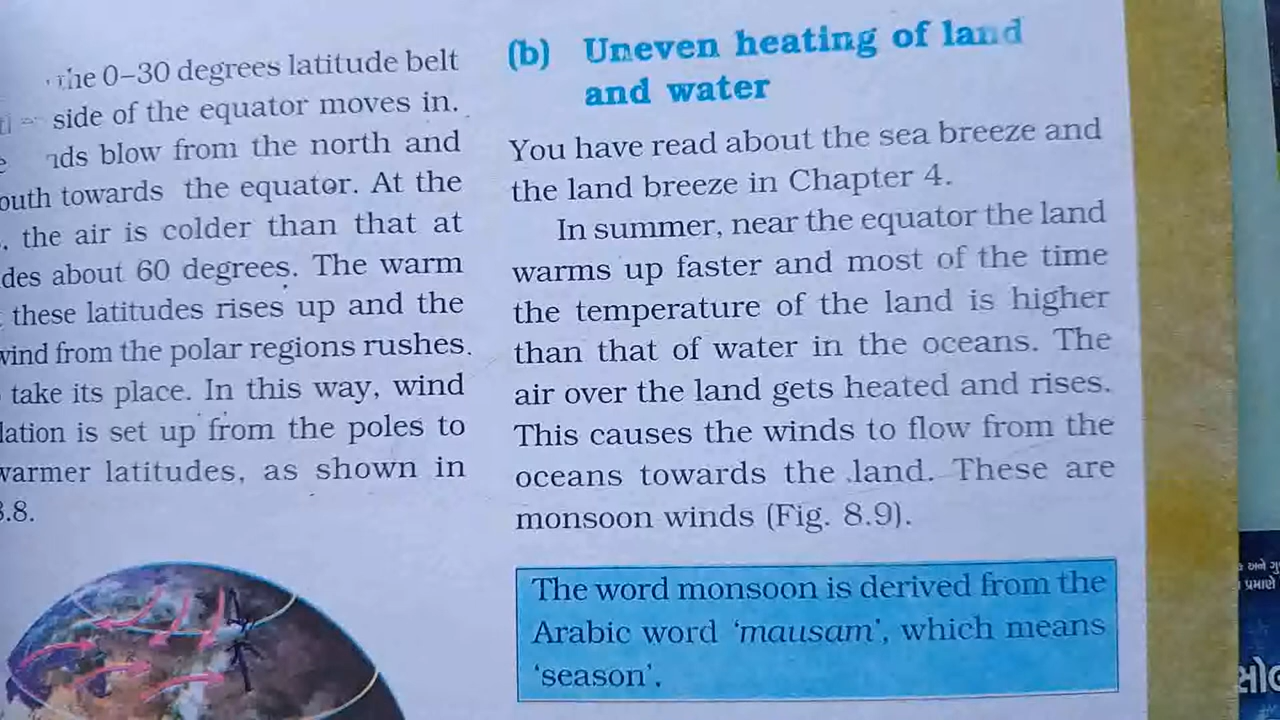 the 0–30 degrees latitude belt
side of the equator moves in.
blow from the north and
towards the equator. At the
the air is colder than that at
about 60 degrees. The warm
these latitudes rises up and the
wind from the polar regions rushes
take its place. In this way, wind
is set up from the poles to
warmer latitudes, as shown in
8.8.
(b) Uneven heating of land
and water
You have read about the sea breeze and
the land breeze in Chapter 4.
In summer, near the equator the land
warms up faster and most of the time
the temperature of the land is higher
than that of water in the oceans. The
air over the land gets heated and rises.
This causes the winds to flow from the
oceans towards the land. These are
monsoon winds (Fig. 8.9).
The word monsoon is derived from the
Arabic word ‘mausam’, which means
‘season’.
અને
પ્રમાણે